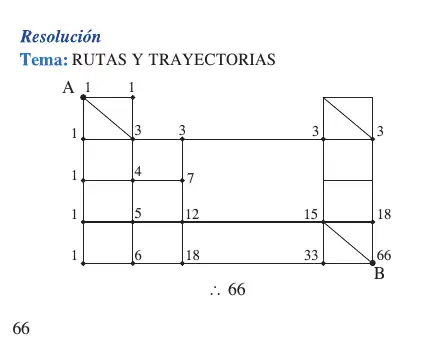 Resolución
Tema: RUTAS Y TRAYECTORIAS
A 1 1
1 3 3 3 3
1 4 7
1 5 12 15 18
1 6 18 33 66
B
∴ 66
66